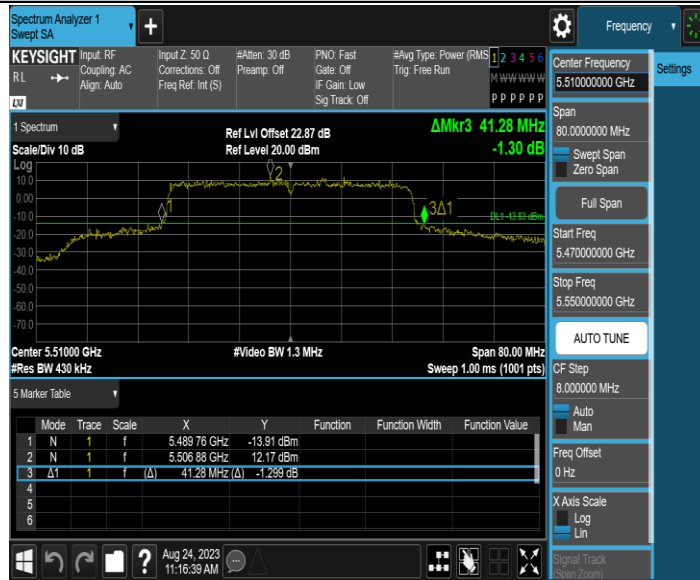 Spectrum Analyzer 1
Swept SA
Frequency
KEYSIGHT
RL
LXI
Input: RF
Coupling: AC
Align: Auto
Input Z: 50 Ω
Corrections: Off
Freq Ref: Int (S)
#Atten: 30 dB
Preamp: Off
PNO: Fast
Gate: Off
IF Gain: Low
Sig Track: Off
#Avg Type: Power (RMS
Trig: Free Run
1 2 3 4 5 6
M W W W W W
P P P P P P
1 Spectrum
Scale/Div 10 dB
Ref Lvl Offset 22.87 dB
Ref Level 20.00 dBm
ΔMkr3 41.28 MHz
-1.30 dB
Log
10.0
0.00
-10.0
-20.0
-30.0
-40.0
-50.0
-60.0
-70.0
1
2
3Δ1
DL1 -13.83 dBm
Center 5.51000 GHz
#Res BW 430 kHz
#Video BW 1.3 MHz
Span 80.00 MHz
Sweep 1.00 ms (1001 pts)
5 Marker Table
Mode Trace Scale X Y Function Function Width Function Value
1 N 1 f 5.489 76 GHz -13.91 dBm
2 N 1 f 5.506 88 GHz 12.17 dBm
3 Δ1 1 f (Δ) 41.28 MHz (Δ) -1.299 dB
4
5
6
Aug 24, 2023
11:16:39 AM
Center Frequency
5.510000000 GHz
Settings
Span
80.0000000 MHz
Swept Span
Zero Span
Full Span
Start Freq
5.470000000 GHz
Stop Freq
5.550000000 GHz
AUTO TUNE
CF Step
8.000000 MHz
Auto
Man
Freq Offset
0 Hz
X Axis Scale
Log
Lin
Signal Track
(Span Zoom)